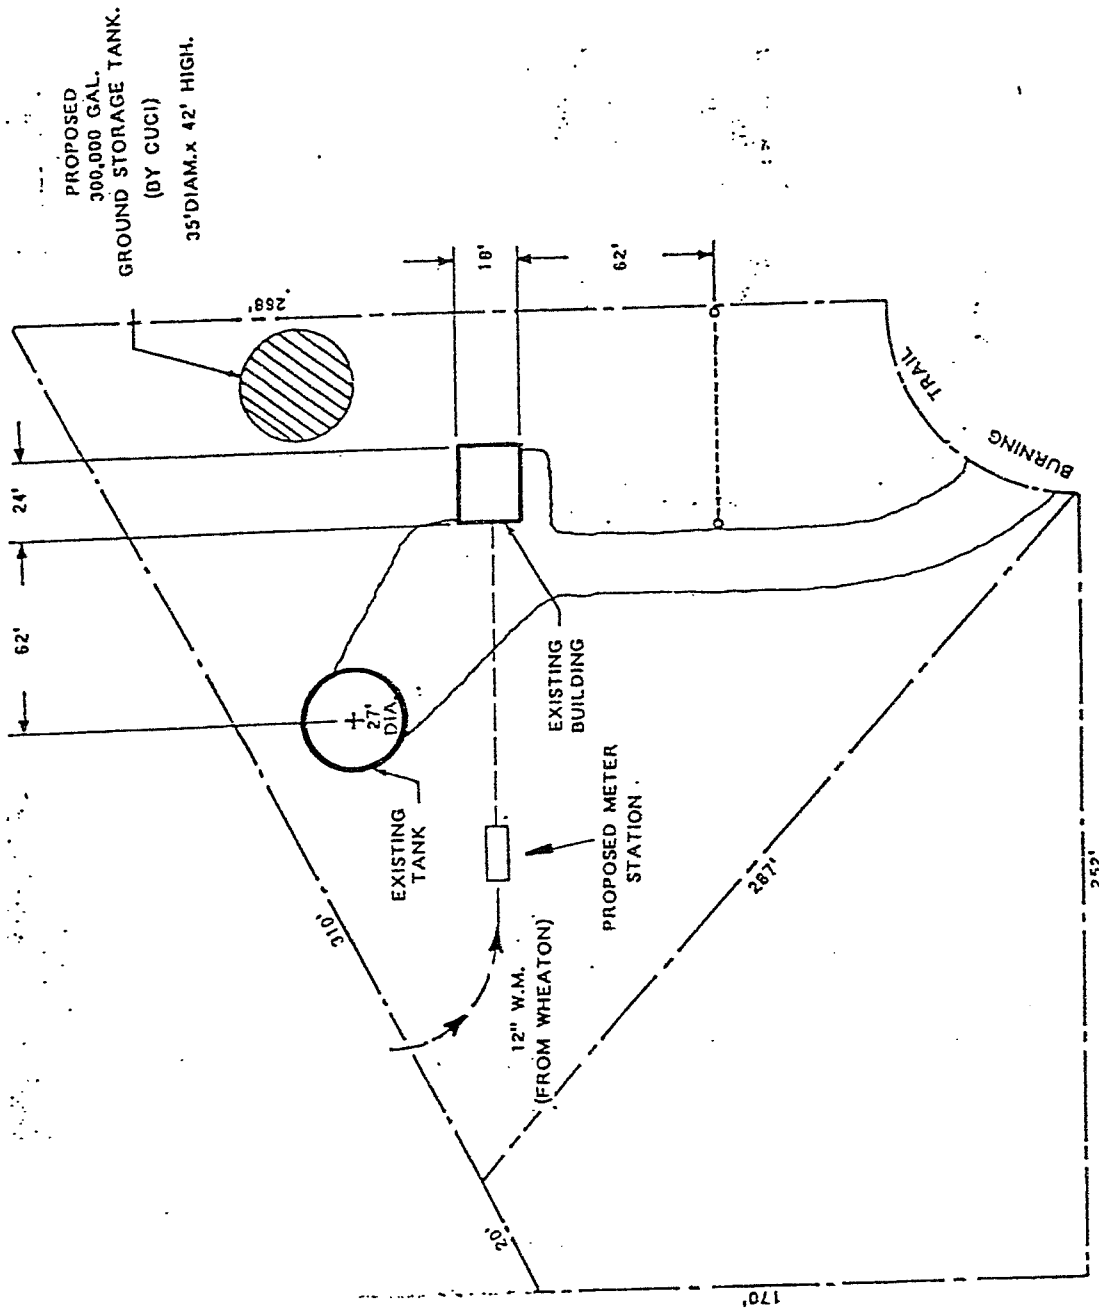 PROPOSED
300,000 GAL.
GROUND STORAGE TANK.
(BY CUCI)
35'DIAM.x 42' HIGH.
268'
18'
62'
24'
62'
TRAIL
BURNING
27'
DIA.
EXISTING
BUILDING
EXISTING
TANK
PROPOSED METER
STATION.
310'
12" W.M.
(FROM WHEATON)
287'
252'
20'
170'